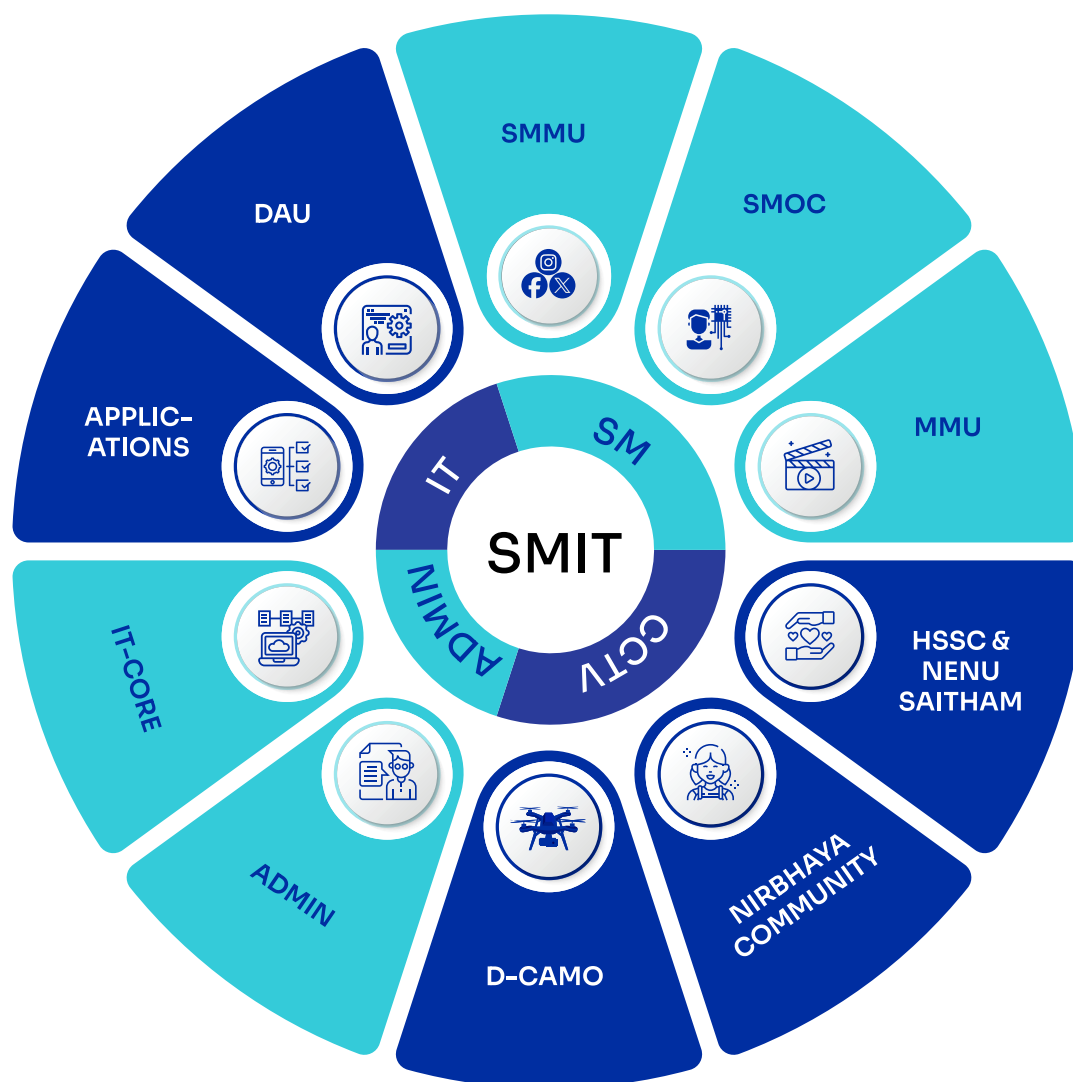 SMMU
SMOC
MMU
HSSC &
NENU
SAITHAM
NIRBHAYA
COMMUNITY
D-CAMO
ADMIN
IT-CORE
APPLIC-
ATIONS
DAU
SM
CCTV
ADMIN
IT
SMIT